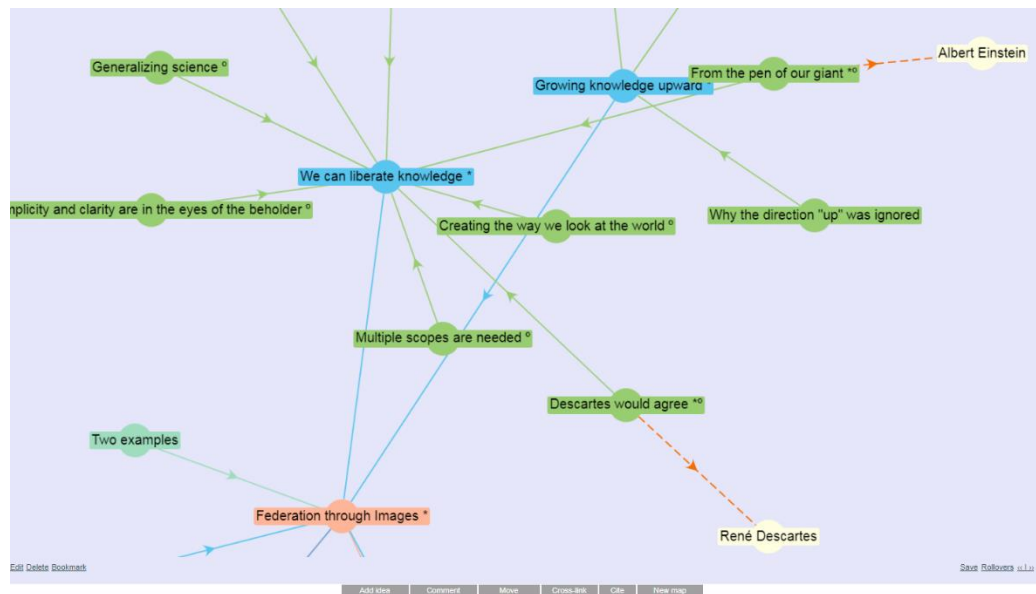 Albert Einstein
Generalizing science º
From the pen of our giant *º
Growing knowledge upward *
We can liberate knowledge *
nplicity and clarity are in the eyes of the beholder º
Creating the way we look at the world º
Why the direction "up" was ignored
Multiple scopes are needed º
Descartes would agree *º
Two examples
Federation through Images *
René Descartes
Edit Delete Bookmark
Save Rollovers
Add idea Comment Move Cross-link Cite New map